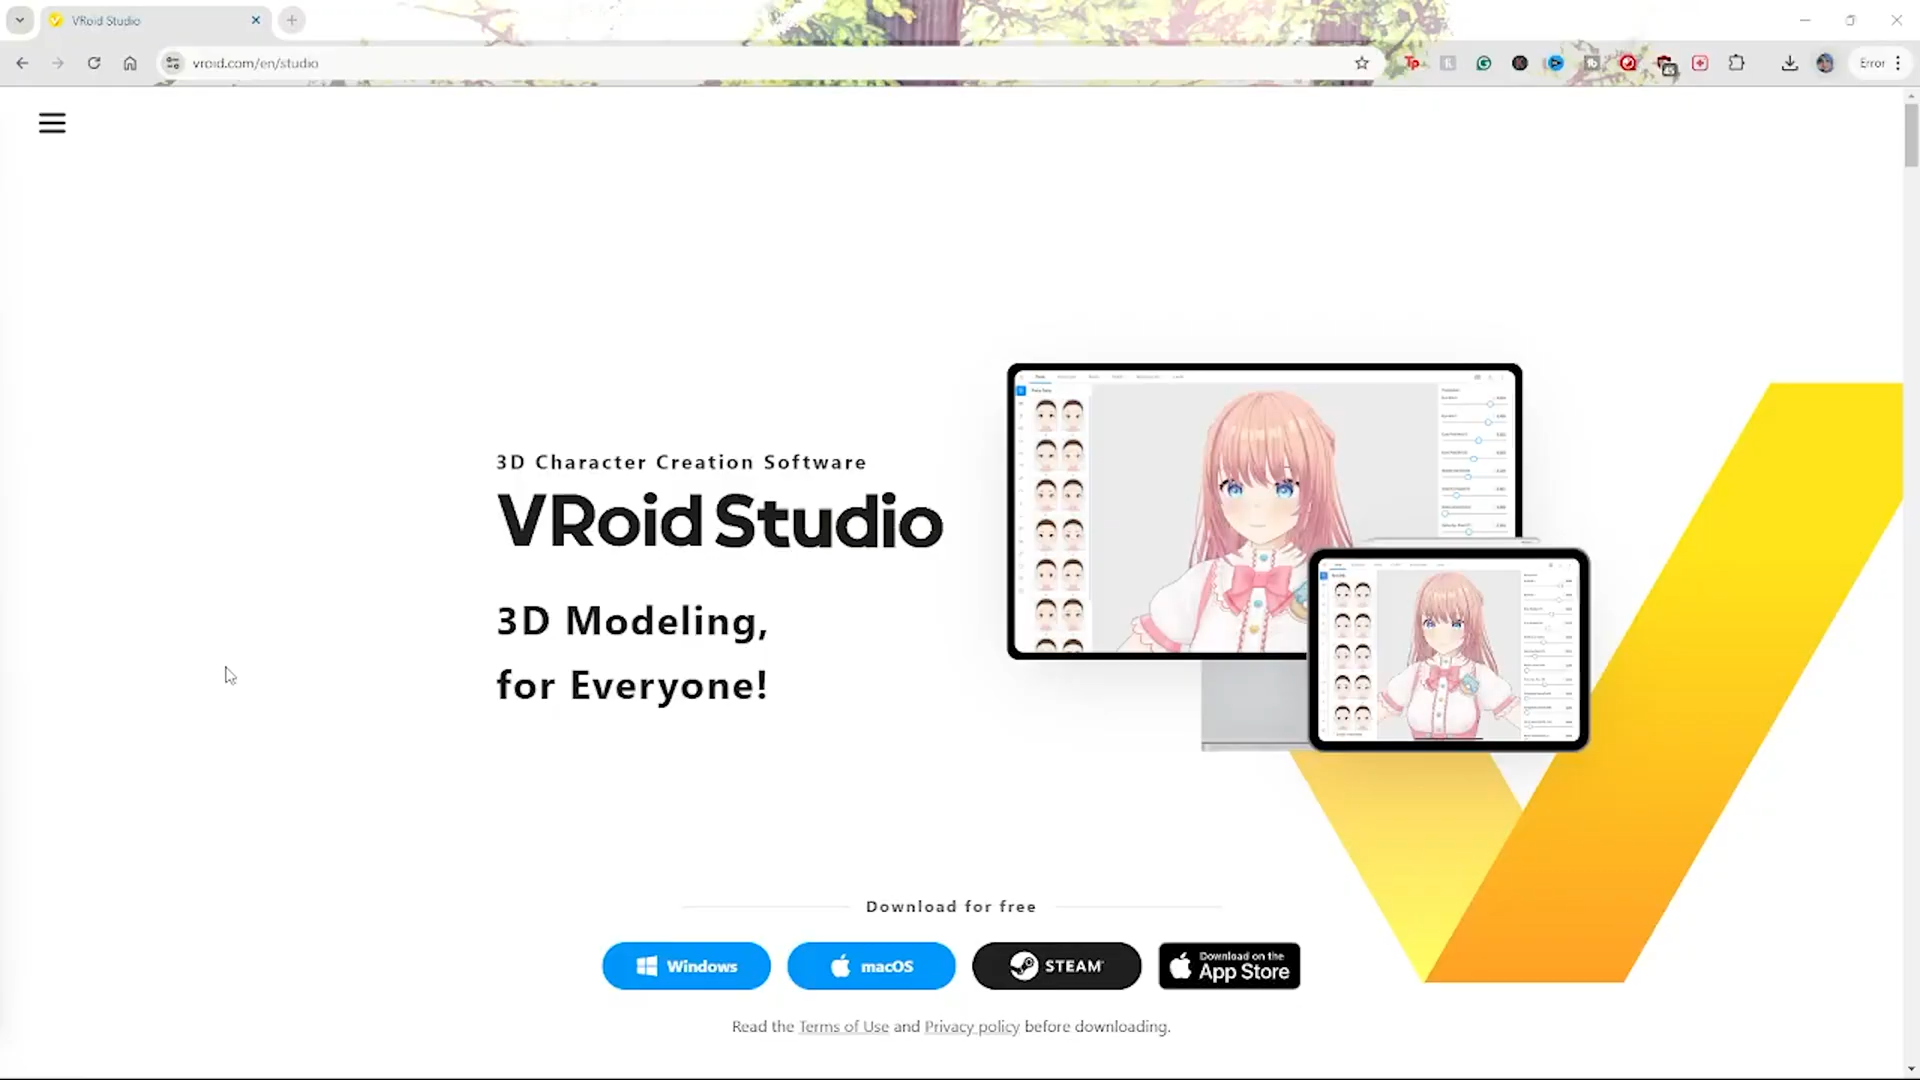 VRoid Studio
vroid.com/en/studio
Error
3D Character Creation Software
VRoid Studio
3D Modeling,
for Everyone!
Download for free
Windows
macOS
STEAM
Download on the
App Store
Read the Terms of Use and Privacy policy before downloading.